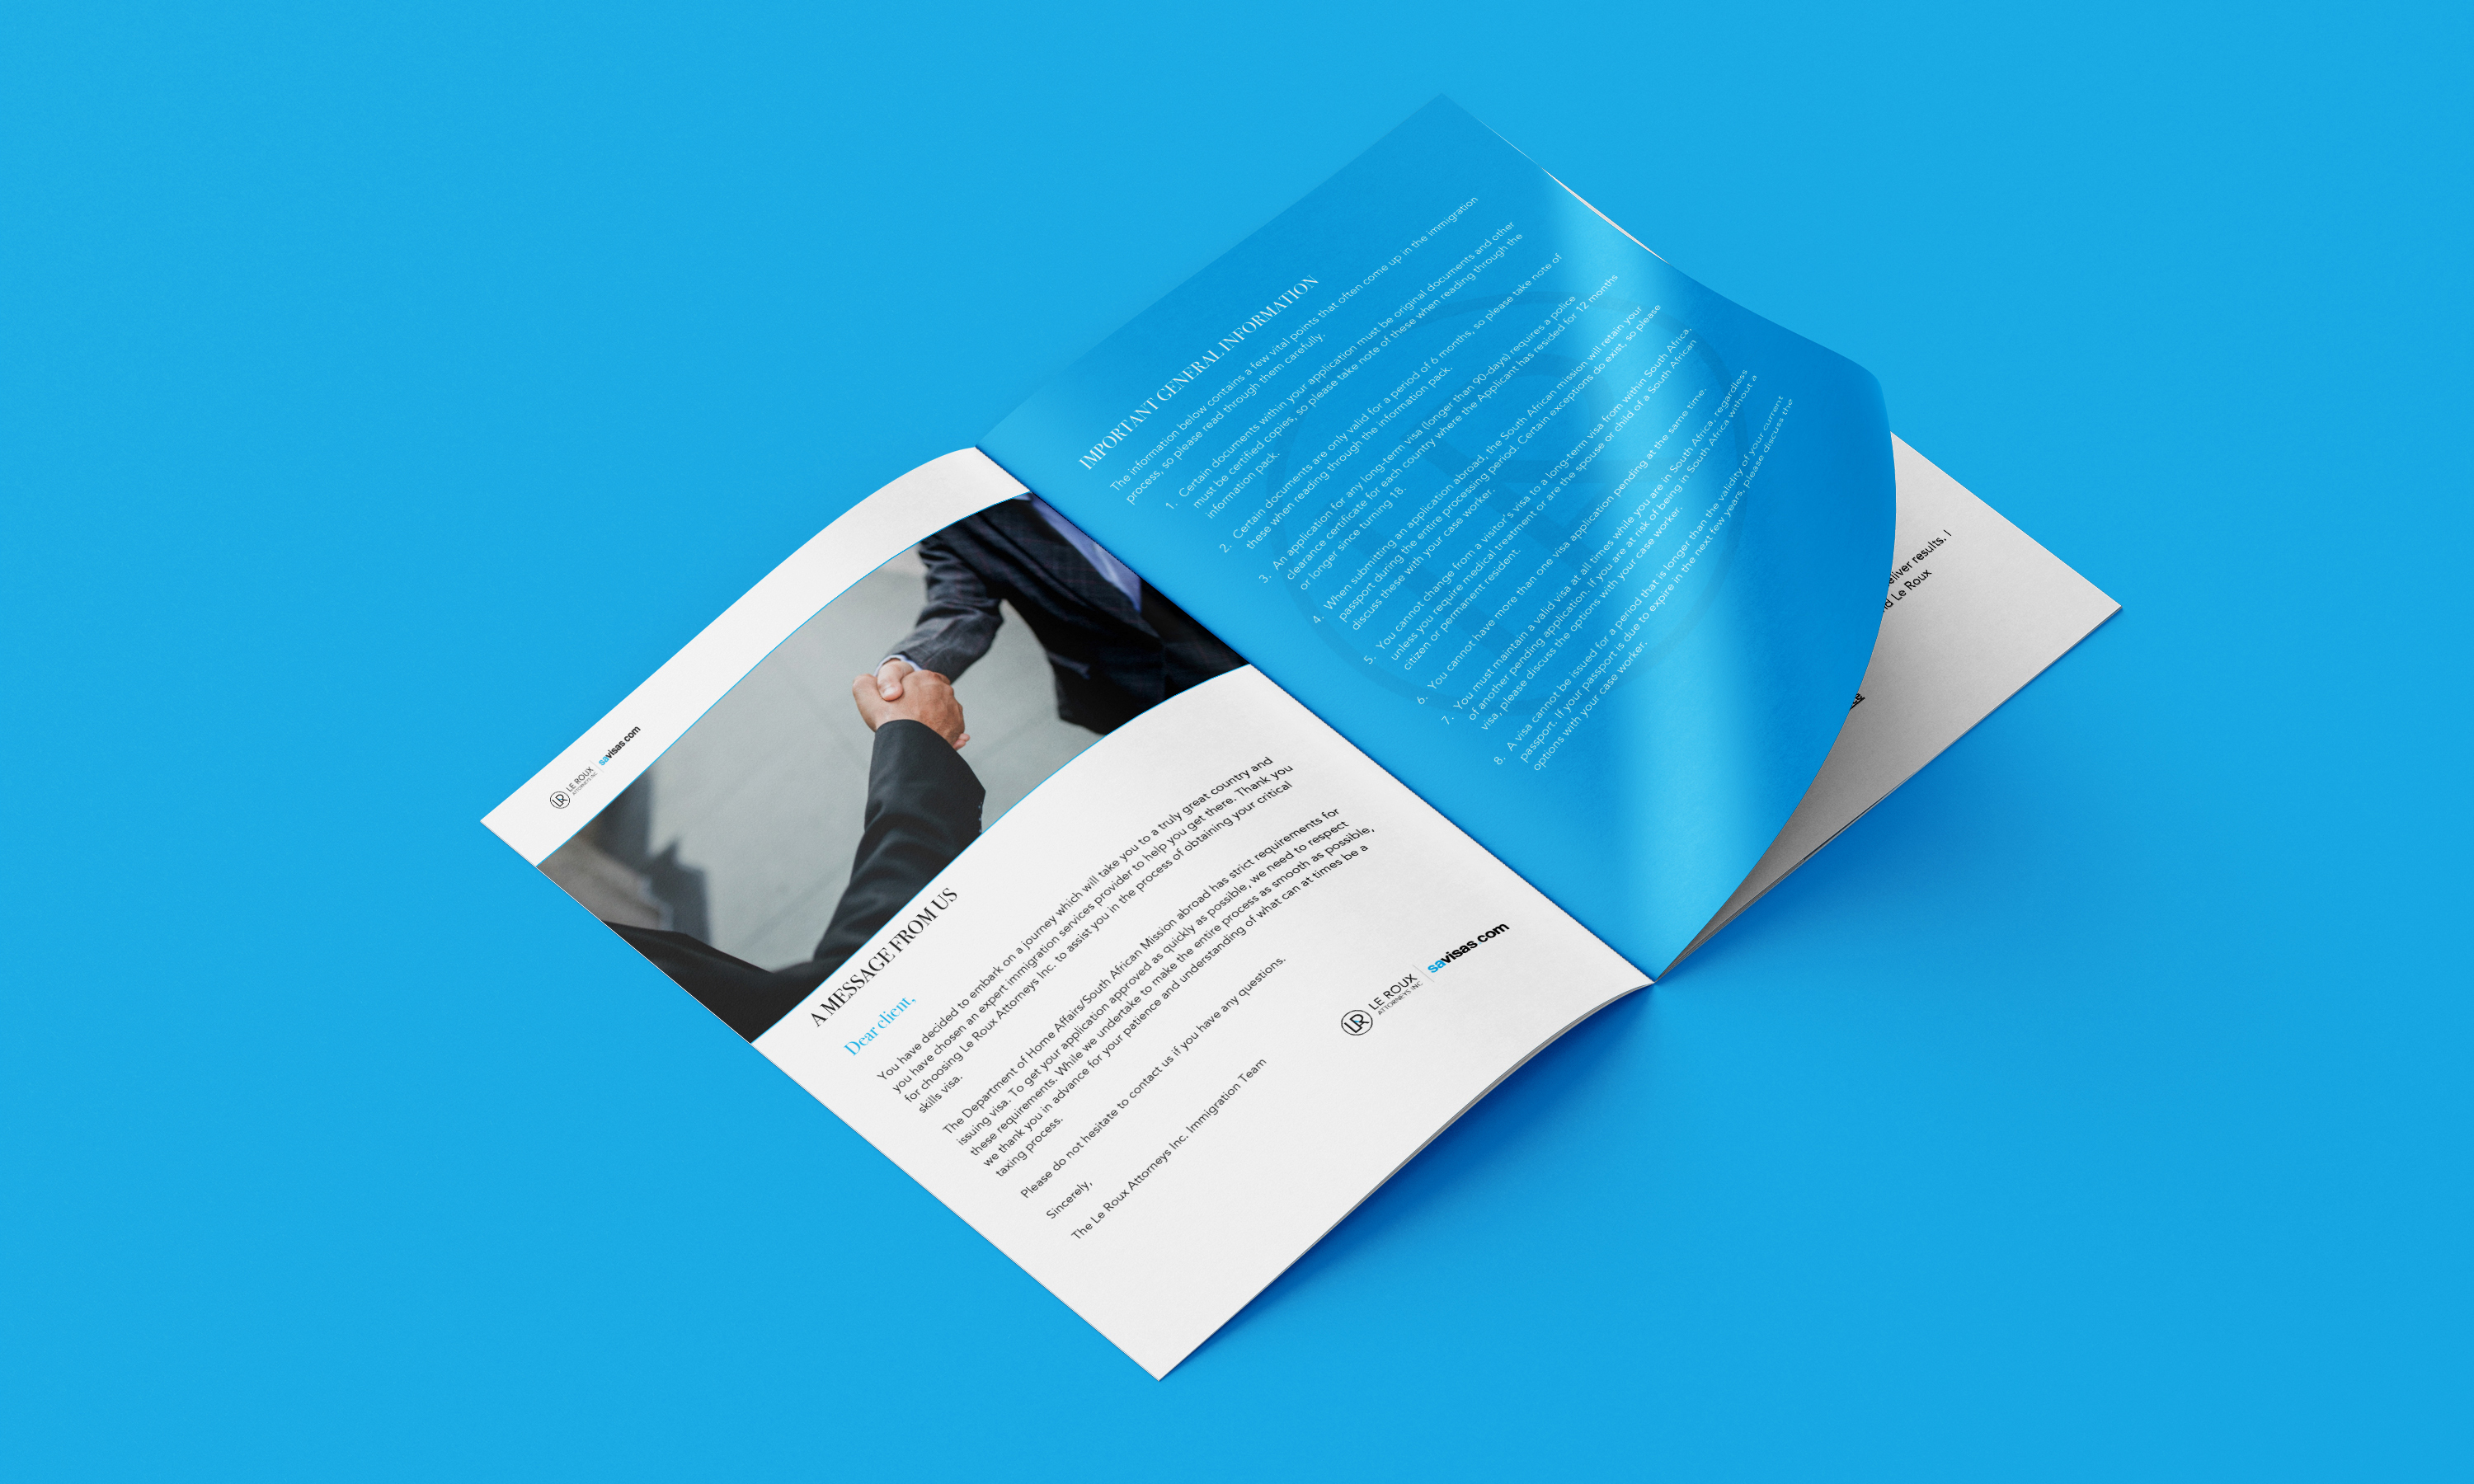 LR
LE ROUX
ATTORNEYS INC
savisas.com
A MESSAGE FROM US
Dear client,
You have decided to embark on a journey which will take you to a truly great country and
you have chosen an expert immigration services provider to help you get there. Thank you
for choosing Le Roux Attorneys Inc. to assist you in the process of obtaining your critical
skills visa.
The Department of Home Affairs/South African Mission abroad has strict requirements for
issuing visa. To get your application approved as quickly as possible, we need to respect
these requirements. While we undertake to make the entire process as smooth as possible,
we thank you in advance for your patience and understanding of what can at times be a
taxing process.
Please do not hesitate to contact us if you have any questions.
Sincerely,
The Le Roux Attorneys Inc. Immigration Team
LR
LE ROUX
ATTORNEYS INC
savisas.com
IMPORTANT GENERAL INFORMATION
The information below contains a few vital points that often come up in the immigration
process, so please read through them carefully.
1. Certain documents within your application must be original documents and other
must be certified copies, so please take note of these when reading through the
information pack.
2. Certain documents are only valid for a period of 6 months, so please take note of
these when reading through the information pack.
3. An application for any long-term visa (longer than 90-days) requires a police
clearance certificate for each country where the Applicant has resided for 12 months
or longer since turning 18.
4. When submitting an application abroad, the South African mission will retain your
passport during the entire processing period. Certain exceptions do exist, so please
discuss these with your case worker.
5. You cannot change from a visitor's visa to a long-term visa from within South Africa,
unless you require medical treatment or are the spouse or child of a South African
citizen or permanent resident.
6. You cannot have more than one visa application pending at the same time.
7. You must maintain a valid visa at all times while you are in South Africa, regardless
of another pending application. If you are at risk of being in South Africa without a
visa, please discuss the options with your case worker.
8. A visa cannot be issued for a period that is longer than the validity of your current
passport. If your passport is due to expire in the next few years, please discuss the
options with your case worker.
results. I
Le Roux